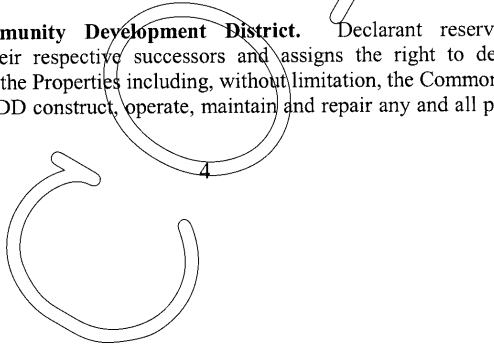 munity Development District. Declarant reserv
eir respective successors and assigns the right to de
the Properties including, without limitation, the Common
DD construct, operate, maintain and repair any and all p
4